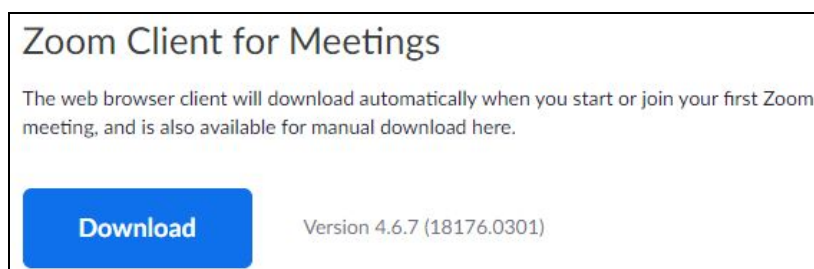 Zoom Client for Meetings
The web browser client will download automatically when you start or join your first Zoom
meeting, and is also available for manual download here.
Download
Version 4.6.7 (18176.0301)